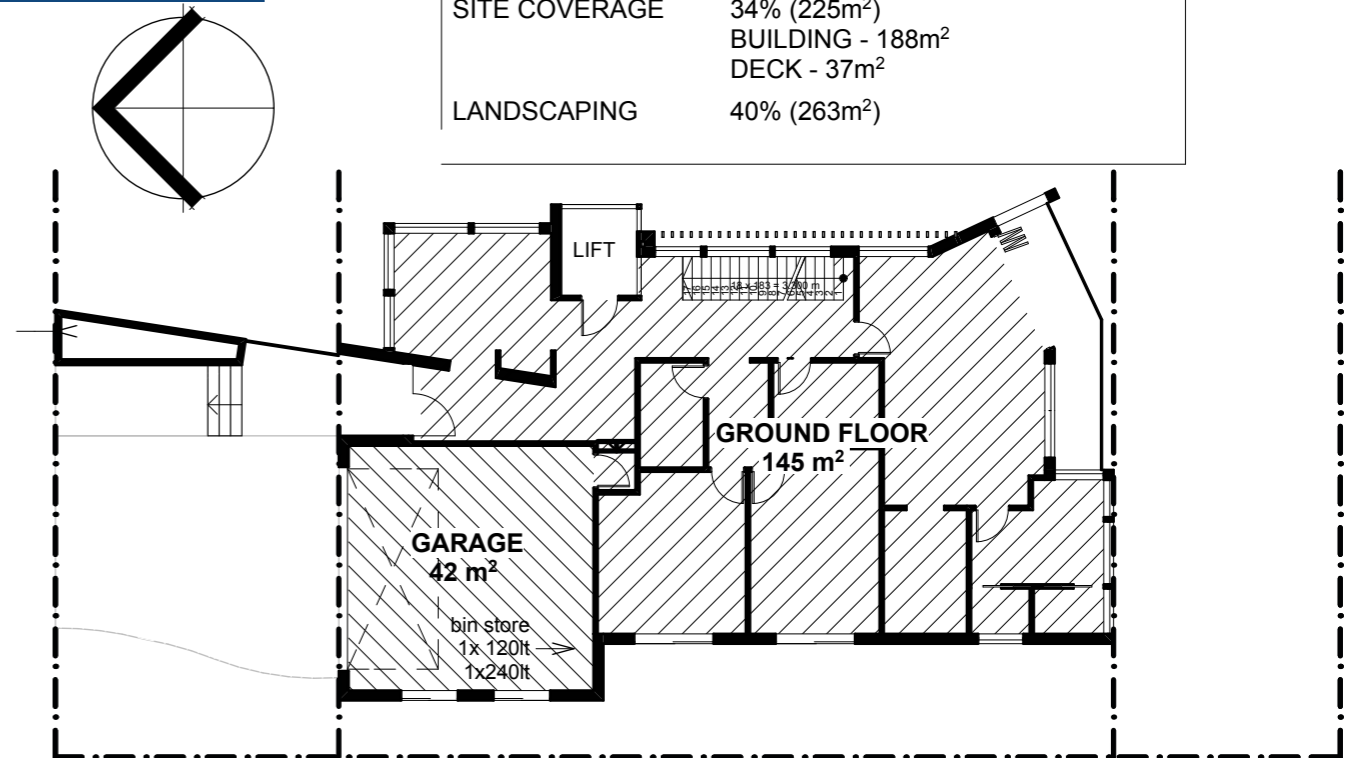 SITE COVERAGE 34% (225m²)
BUILDING - 188m²
DECK - 37m²
LANDSCAPING 40% (263m²)
LIFT
GROUND FLOOR
145 m²
GARAGE
42 m²
bin store
1x 120lt
1x240lt